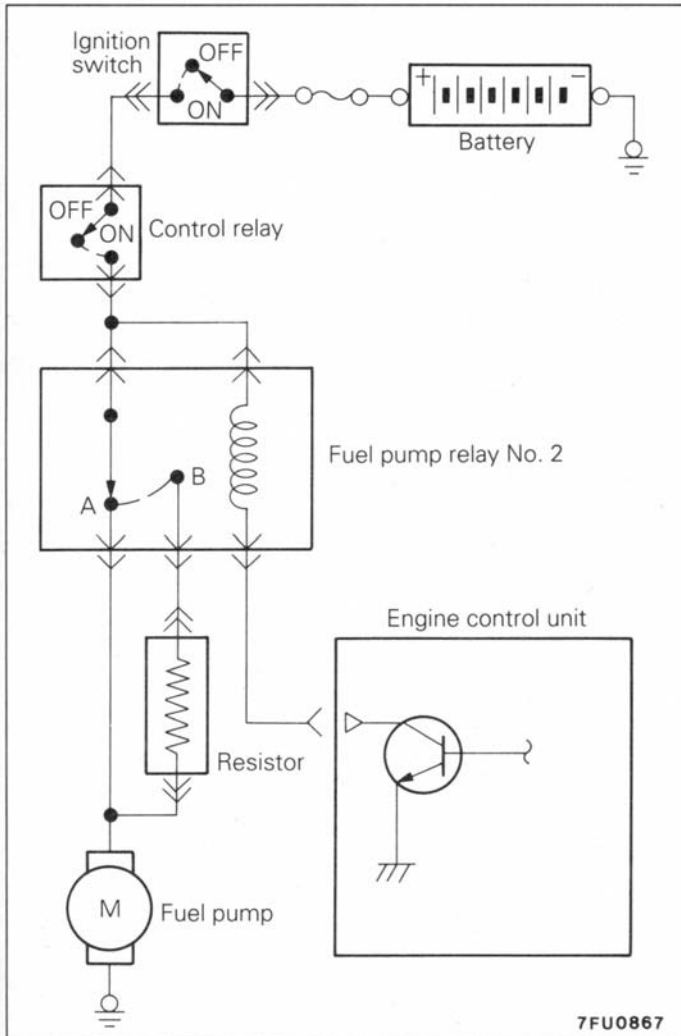 Ignition
switch
OFF
ON
+
−
Battery
OFF
ON
Control relay
Fuel pump relay No. 2
A
B
Engine control unit
Resistor
M
Fuel pump
7FU0867